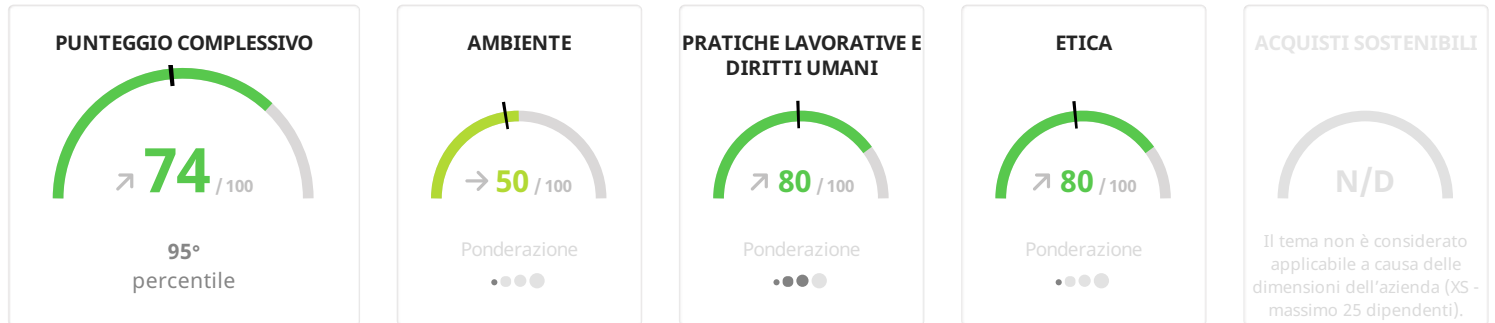 PUNTEGGIO COMPLESSIVO
74 / 100
95°
percentile
AMBIENTE
50 / 100
Ponderazione
PRATICHE LAVORATIVE E
DIRITTI UMANI
80 / 100
Ponderazione
ETICA
80 / 100
Ponderazione
ACQUISTI SOSTENIBILI
N/D
Il tema non è considerato
applicabile a causa delle
dimensioni dell'azienda (XS -
massimo 25 dipendenti).